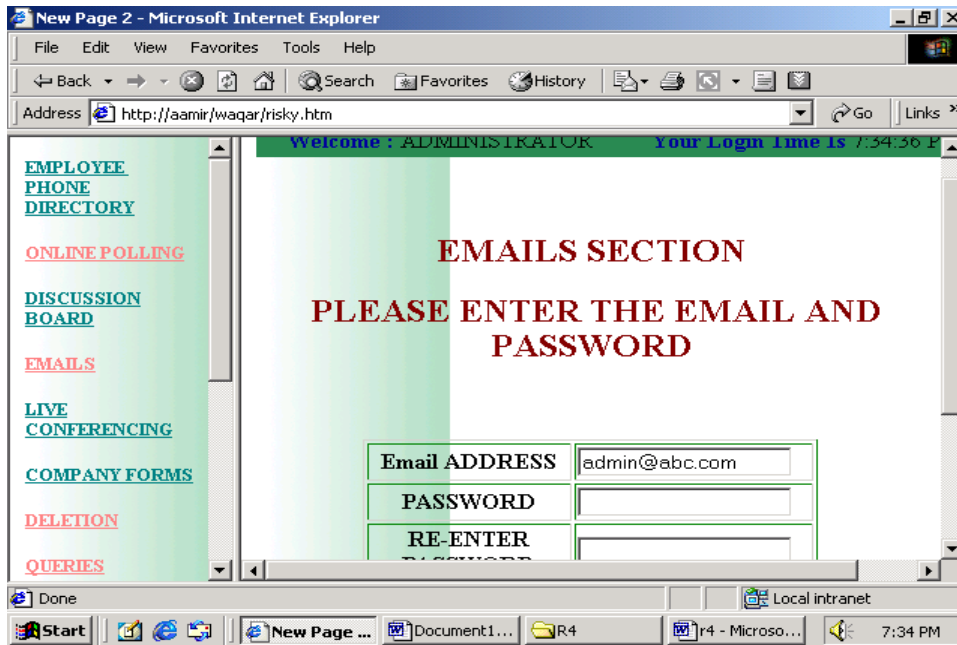 New Page 2 - Microsoft Internet Explorer
File Edit View Favorites Tools Help
Back Search Favorites History
Address http://aamir/waqar/risky.htm Go Links »
EMPLOYEE
PHONE
DIRECTORY
ONLINE POLLING
DISCUSSION
BOARD
EMAILS
LIVE
CONFERENCING
COMPANY FORMS
DELETION
QUERIES
Welcome : ADMINISTRATOR Your Login Time Is 7:34:36 P
EMAILS SECTION
PLEASE ENTER THE EMAIL AND
PASSWORD
Email ADDRESS admin@abc.com
PASSWORD
RE-ENTER
PASSWORD
Done Local intranet
Start New Page ... Document1... R4 r4 - Microso... 7:34 PM